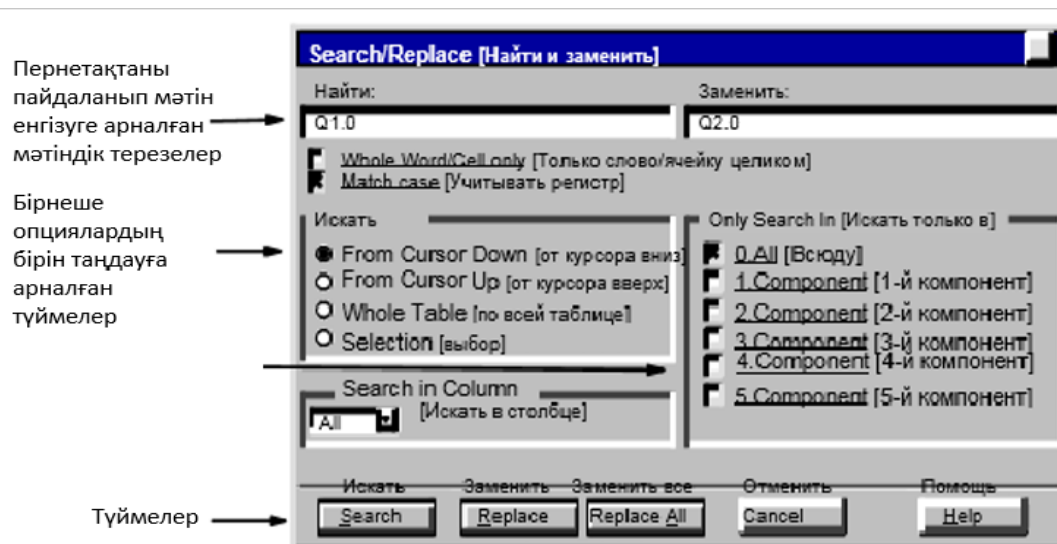 Пернетақтаны
пайдаланып мәтін
енгізуге арналған
мәтіндік терезелер
Бірнеше
опциялардың
бірін таңдауға
арналған
түймелер
Түймелер
Search/Replace [Найти и заменить]
Найти:
Заменить:
Q1.0
Q2.0
Whole Word/Cell only [Только слово/ячейку целиком]
Match case [Учитывать регистр]
Искать
From Cursor Down [от курсора вниз]
From Cursor Up [от курсора вверх]
Whole Table [по всей таблице]
Selection [выбор]
Only Search In [Искать только в]
0.All [Всюду]
1.Component [1-й компонент]
2.Component [2-й компонент]
3.Component [3-й компонент]
4.Component [4-й компонент]
5.Component [5-й компонент]
Search in Column
[Искать в столбце]
All
Искать
Заменить
Заменить все
Отменить
Помощь
Search
Replace
Replace All
Cancel
Help